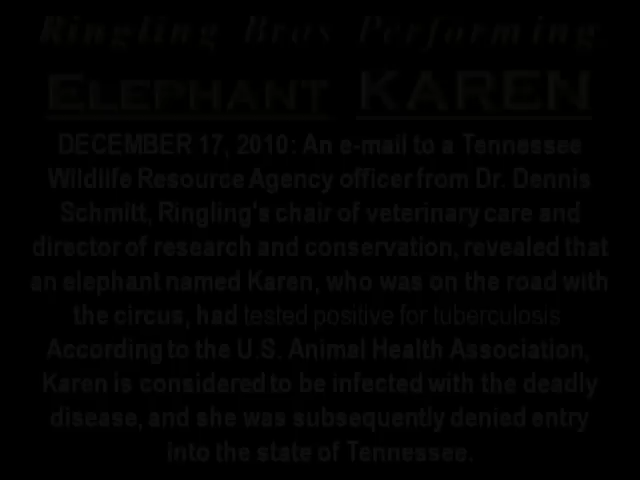 Ringling Bros Performing
ELEPHANT KAREN
DECEMBER 17, 2010: An e-mail to a Tennessee
Wildlife Resource Agency officer from Dr. Dennis
Schmitt, Ringling's chair of veterinary care and
director of research and conservation, revealed that
an elephant named Karen, who was on the road with
the circus, had tested positive for tuberculosis
According to the U.S. Animal Health Association,
Karen is considered to be infected with the deadly
disease, and she was subsequently denied entry
into the state of Tennessee.